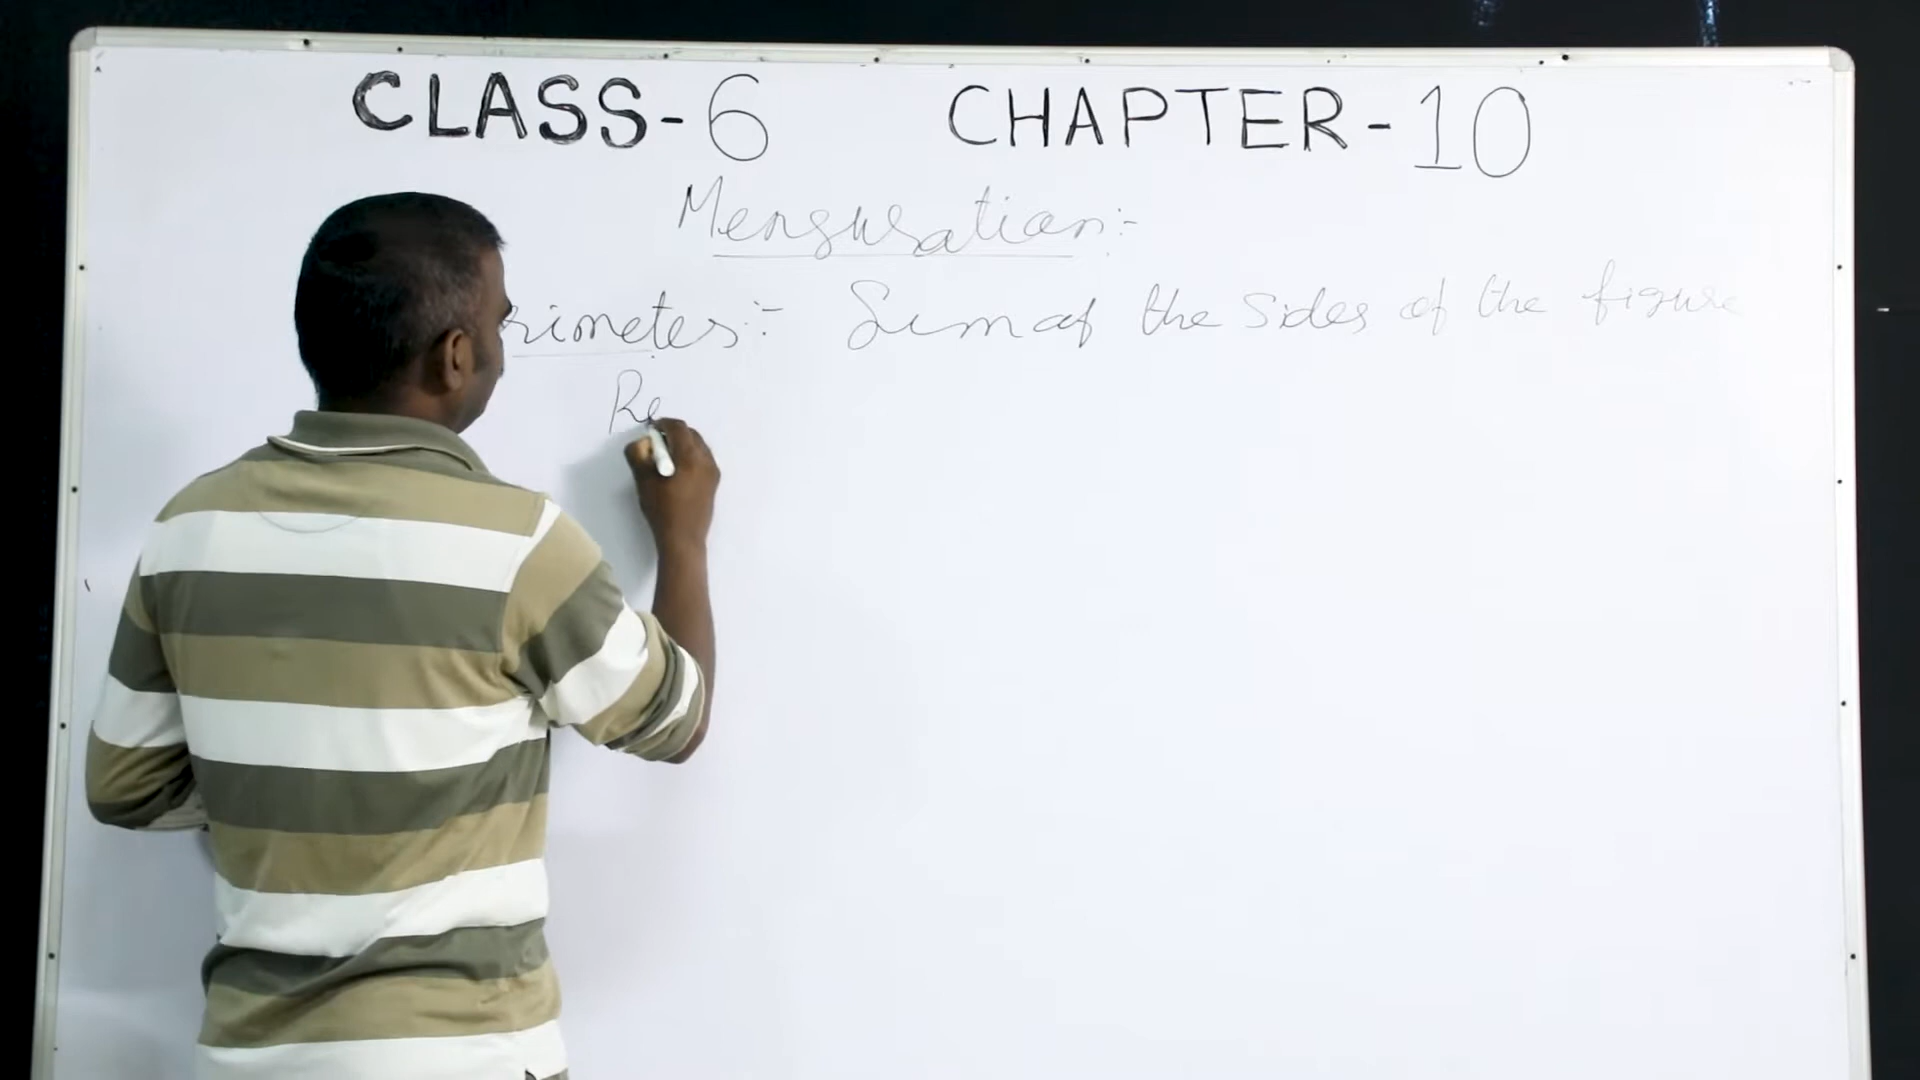 CLASS-6 CHAPTER-10
Mensuration:-
rimeter:- Sum of the sides of the figure
Re